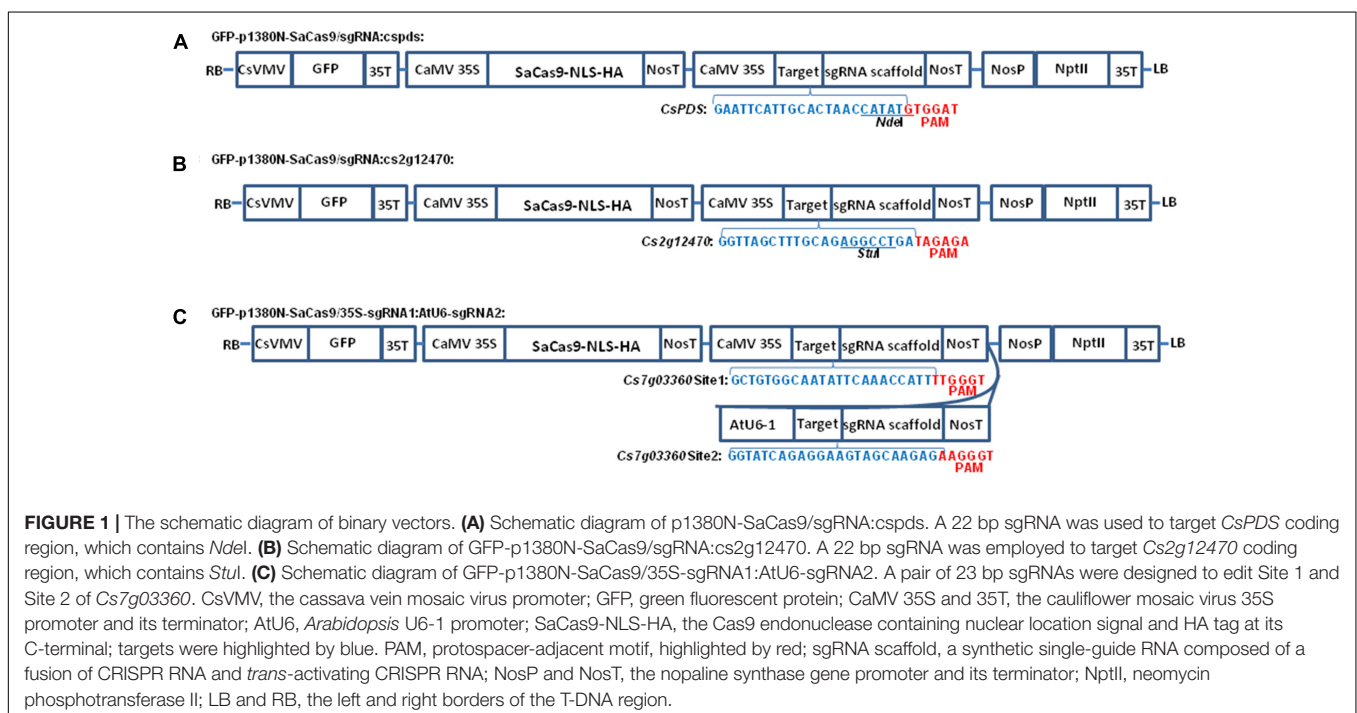 A GFP-p1380N-SaCas9/sgRNA:cspds:
RB CsVMV GFP 35T CaMV 35S SaCas9-NLS-HA NosT CaMV 35S Target sgRNA scaffold NosT NosP NptII 35T LB
CsPDS: GAATTCATTGCACTAACCATATGTGGAT
NdeI PAM
B GFP-p1380N-SaCas9/sgRNA:cs2g12470:
RB CsVMV GFP 35T CaMV 35S SaCas9-NLS-HA NosT CaMV 35S Target sgRNA scaffold NosT NosP NptII 35T LB
Cs2g12470: GGTTAGCTTTGCAGAGGCCTGATAGAGA
StuI PAM
C GFP-p1380N-SaCas9/35S-sgRNA1:AtU6-sgRNA2:
RB CsVMV GFP 35T CaMV 35S SaCas9-NLS-HA NosT CaMV 35S Target sgRNA scaffold NosT NosP NptII 35T LB
Cs7g03360 Site1: GCTGTGGCAATATTCAAACCATTTTGGGT
PAM
AtU6-1 Target sgRNA scaffold NosT
Cs7g03360 Site2: GGTATCAGAGGAAGTAGCAAGAGAAGGGT
PAM
FIGURE 1 | The schematic diagram of binary vectors. (A) Schematic diagram of p1380N-SaCas9/sgRNA:cspds. A 22 bp sgRNA was used to target CsPDS coding
region, which contains NdeI. (B) Schematic diagram of GFP-p1380N-SaCas9/sgRNA:cs2g12470. A 22 bp sgRNA was employed to target Cs2g12470 coding
region, which contains StuI. (C) Schematic diagram of GFP-p1380N-SaCas9/35S-sgRNA1:AtU6-sgRNA2. A pair of 23 bp sgRNAs were designed to edit Site 1 and
Site 2 of Cs7g03360. CsVMV, the cassava vein mosaic virus promoter; GFP, green fluorescent protein; CaMV 35S and 35T, the cauliflower mosaic virus 35S
promoter and its terminator; AtU6, Arabidopsis U6-1 promoter; SaCas9-NLS-HA, the Cas9 endonuclease containing nuclear location signal and HA tag at its
C-terminal; targets were highlighted by blue. PAM, protospacer-adjacent motif, highlighted by red; sgRNA scaffold, a synthetic single-guide RNA composed of a
fusion of CRISPR RNA and trans-activating CRISPR RNA; NosP and NosT, the nopaline synthase gene promoter and its terminator; NptII, neomycin
phosphotransferase II; LB and RB, the left and right borders of the T-DNA region.